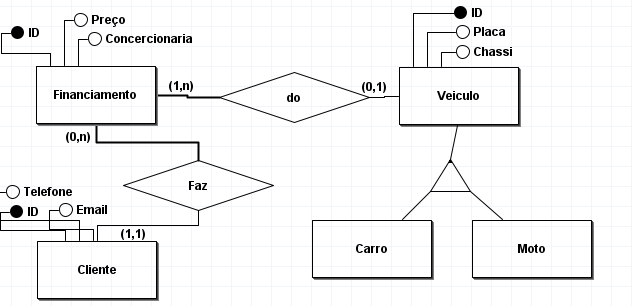 Preço
ID
Concercionaria
ID
Placa
Chassi
Financiamento
(1,n)
do
(0,1)
Veiculo
(0,n)
Faz
Telefone
ID
Email
(1,1)
Cliente
Carro
Moto